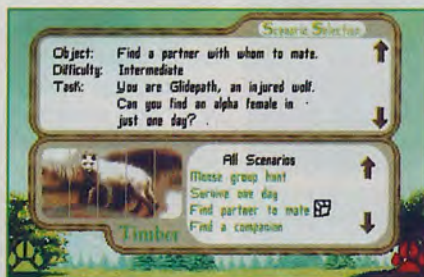 Scenario Selection
Object: Find a partner with whom to mate.
Difficulty: Intermediate
Task: You are Glidepath, an injured wolf.
Can you find an alpha female in
just one day?
All Scenarios
Moose group hunt
Survive one day
Find partner to mate
Find a companion
Timber